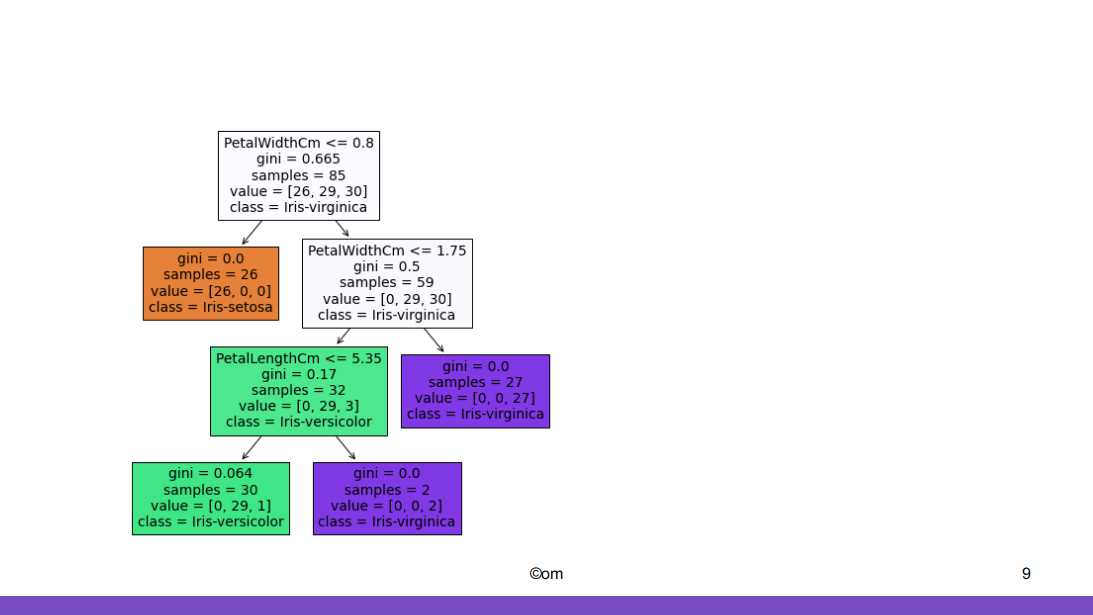 PetalWidthCm <= 0.8
gini = 0.665
samples = 85
value = [26, 29, 30]
class = Iris-virginica
gini = 0.0
samples = 26
value = [26, 0, 0]
class = Iris-setosa
PetalWidthCm <= 1.75
gini = 0.5
samples = 59
value = [0, 29, 30]
class = Iris-virginica
PetalLengthCm <= 5.35
gini = 0.17
samples = 32
value = [0, 29, 3]
class = Iris-versicolor
gini = 0.0
samples = 27
value = [0, 0, 27]
class = Iris-virginica
gini = 0.064
samples = 30
value = [0, 29, 1]
class = Iris-versicolor
gini = 0.0
samples = 2
value = [0, 0, 2]
class = Iris-virginica
©om
9